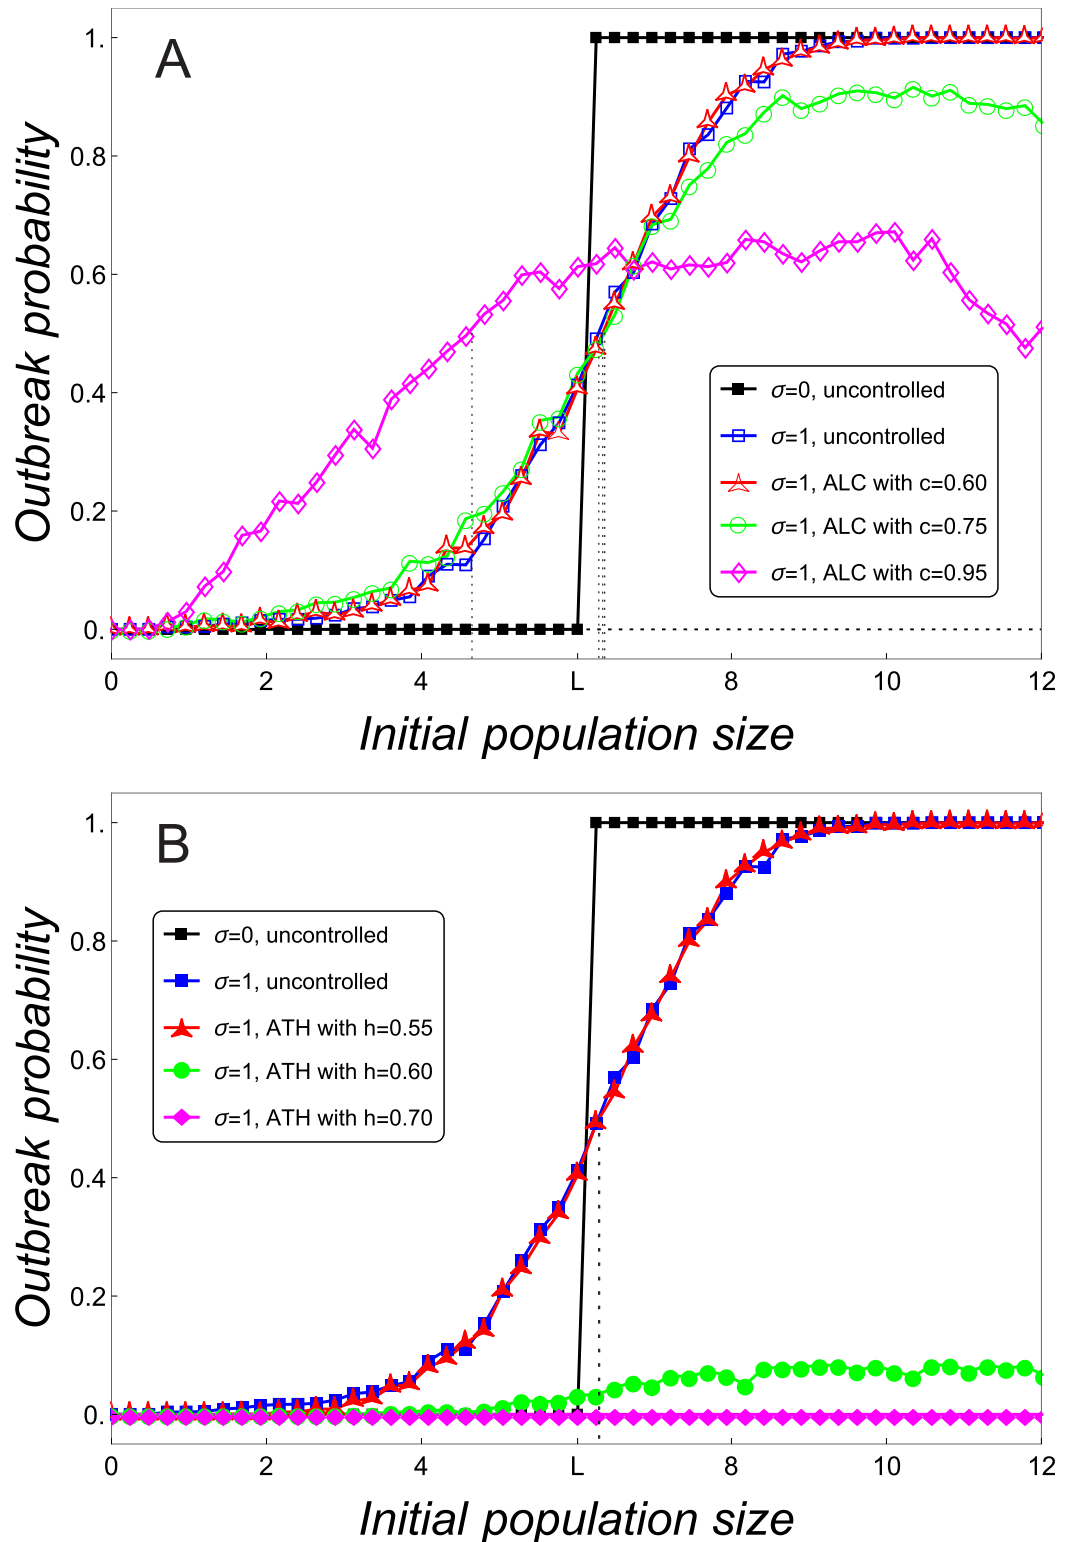 A
1.
0.8
0.6
0.4
0.2
0.
Outbreak probability
σ=0, uncontrolled
σ=1, uncontrolled
σ=1, ALC with c=0.60
σ=1, ALC with c=0.75
σ=1, ALC with c=0.95
0 2 4 L 8 10 12
Initial population size
B
1.
0.8
0.6
0.4
0.2
0.
Outbreak probability
σ=0, uncontrolled
σ=1, uncontrolled
σ=1, ATH with h=0.55
σ=1, ATH with h=0.60
σ=1, ATH with h=0.70
0 2 4 L 8 10 12
Initial population size